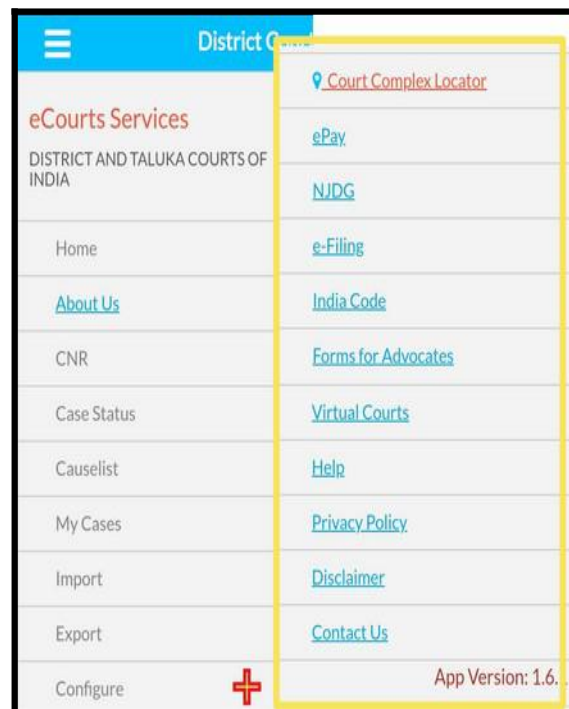 District
eCourts Services
DISTRICT AND TALUKA COURTS OF
INDIA
Home
About Us
CNR
Case Status
Causelist
My Cases
Import
Export
Configure
Court Complex Locator
ePay
NJDG
e-Filing
India Code
Forms for Advocates
Virtual Courts
Help
Privacy Policy
Disclaimer
Contact Us
App Version: 1.6.